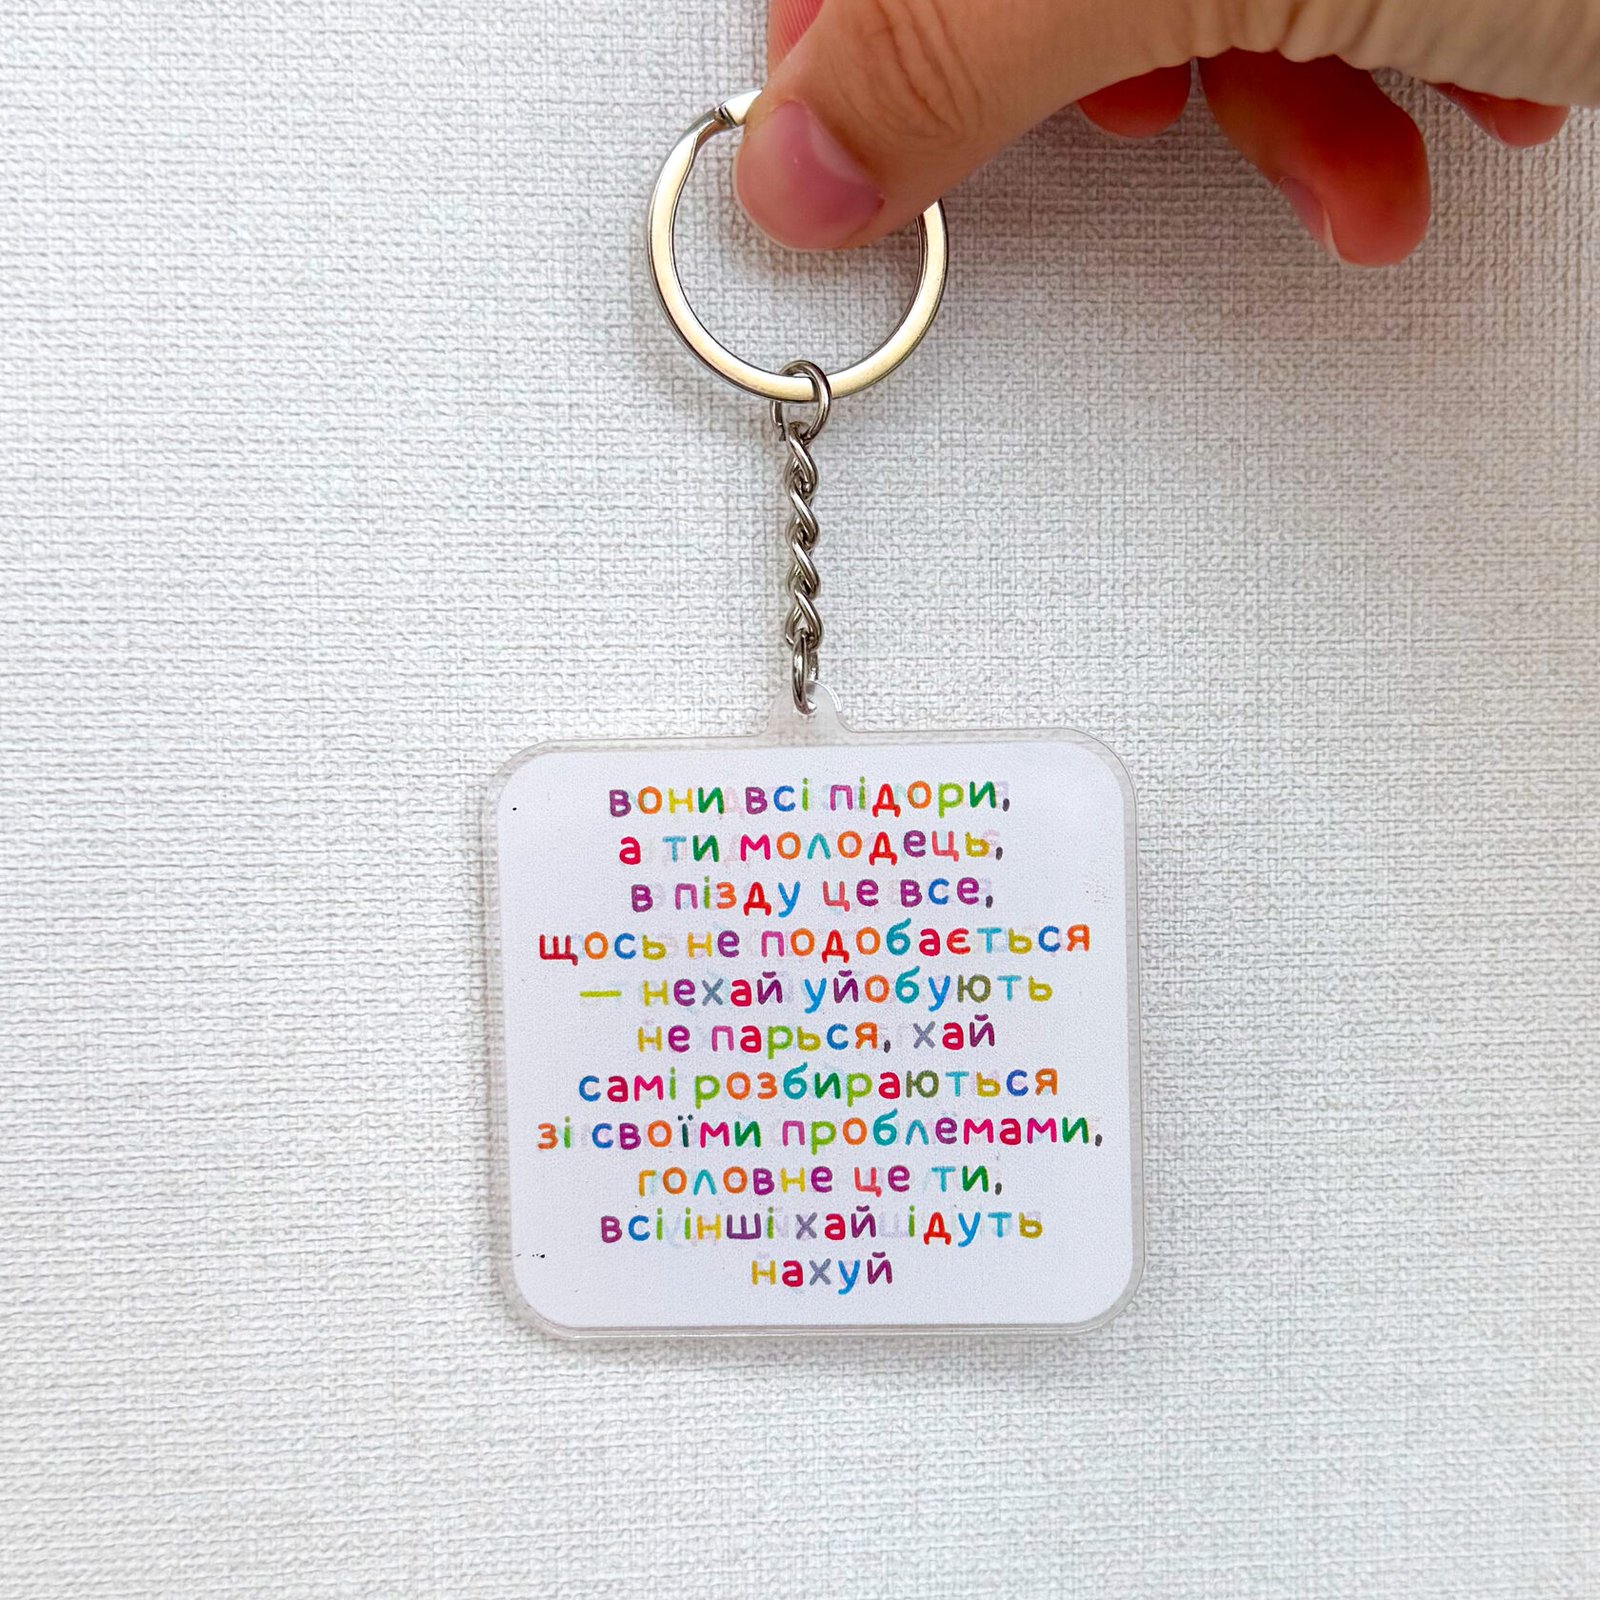 вони всі підори,
а ти молодець,
в пізду це все,
щось не подобається
— нехай уйобують
не парься, хай
самі розбираються
зі своїми проблемами,
головне це ти,
всі інші хай ідуть
нахуй